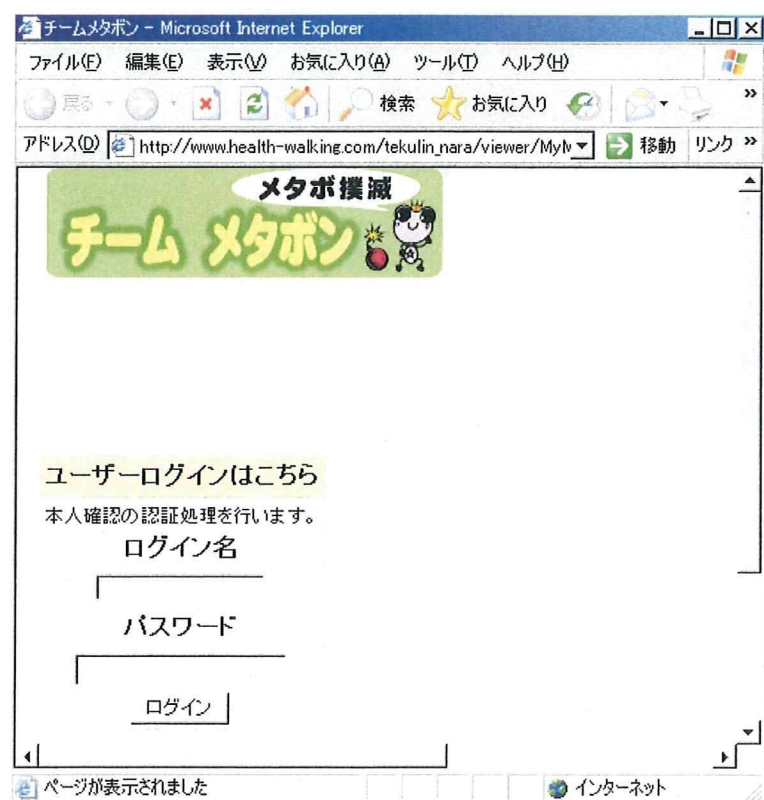 チームメタボン - Microsoft Internet Explorer
ファイル(F) 編集(E) 表示(V) お気に入り(A) ツール(T) ヘルプ(H)
戻る 検索 お気に入り »
アドレス(D) http://www.health-walking.com/tekulin_nara/viewer/MyM 移動 リンク »
メタボ撲滅
チーム メタボン
ユーザーログインはこちら
本人確認の認証処理を行います。
ログイン名
パスワード
ログイン
ページが表示されました インターネット